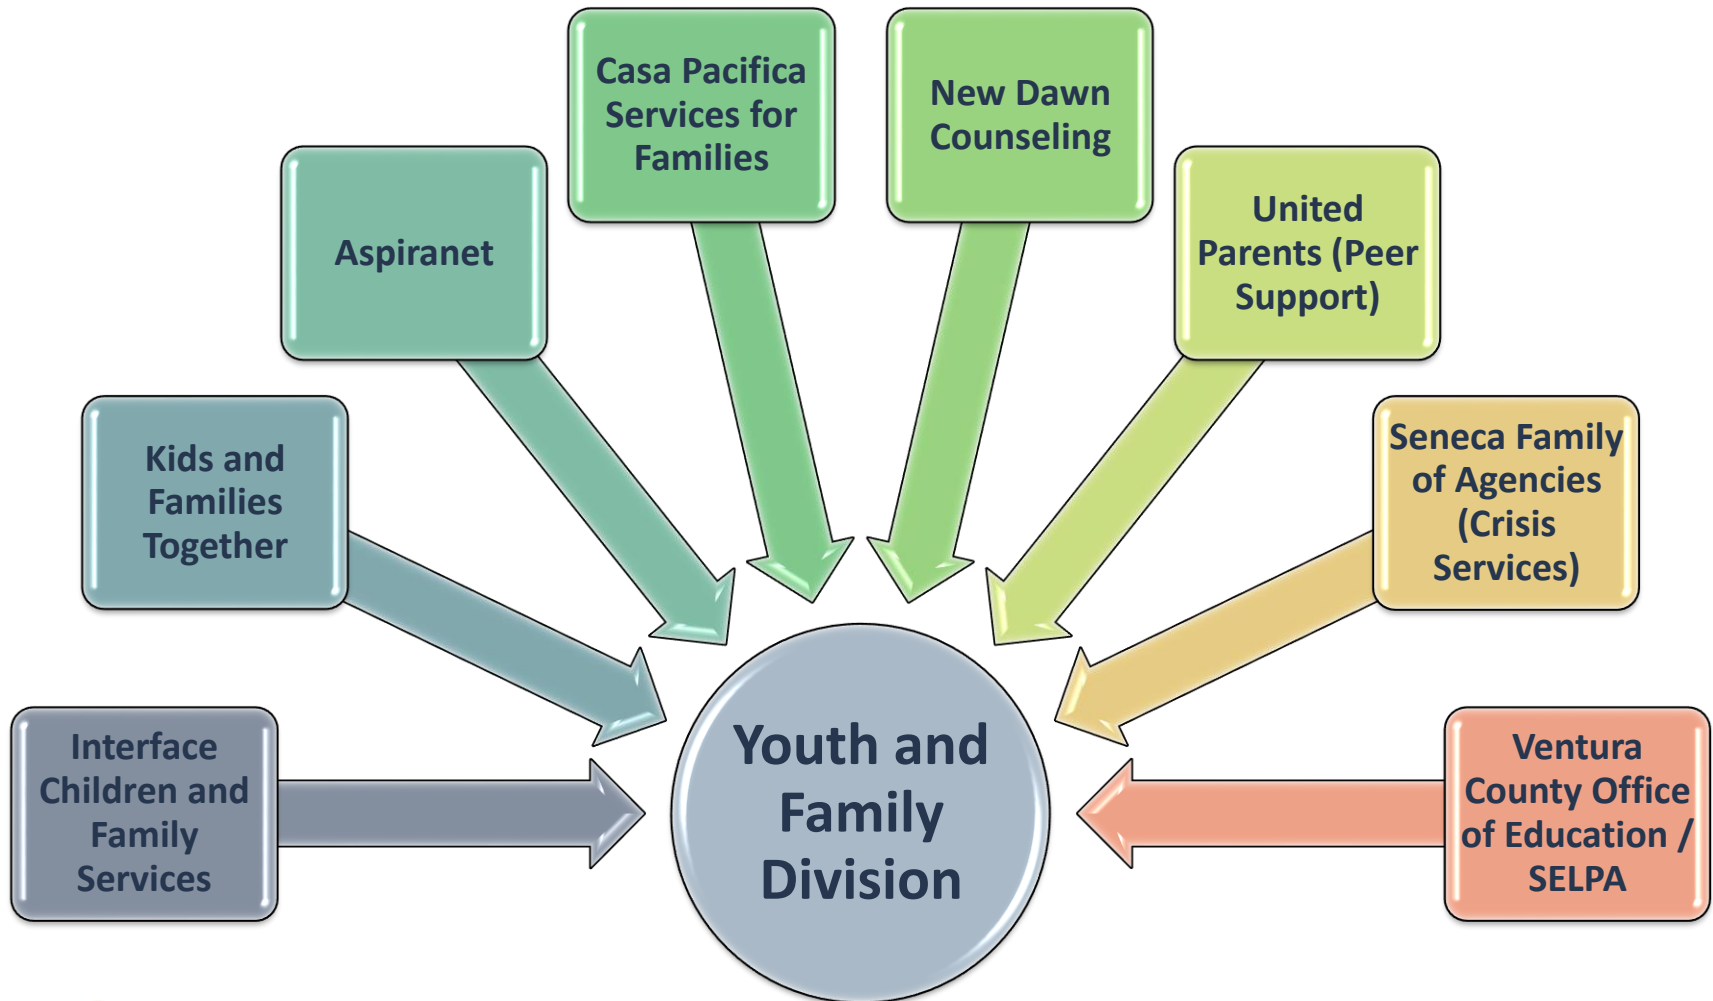 Casa Pacifica
Services for
Families
New Dawn
Counseling
Aspiranet
United
Parents (Peer
Support)
Kids and
Families
Together
Seneca Family
of Agencies
(Crisis
Services)
Interface
Children and
Family
Services
Youth and
Family
Division
Ventura
County Office
of Education /
SELPA